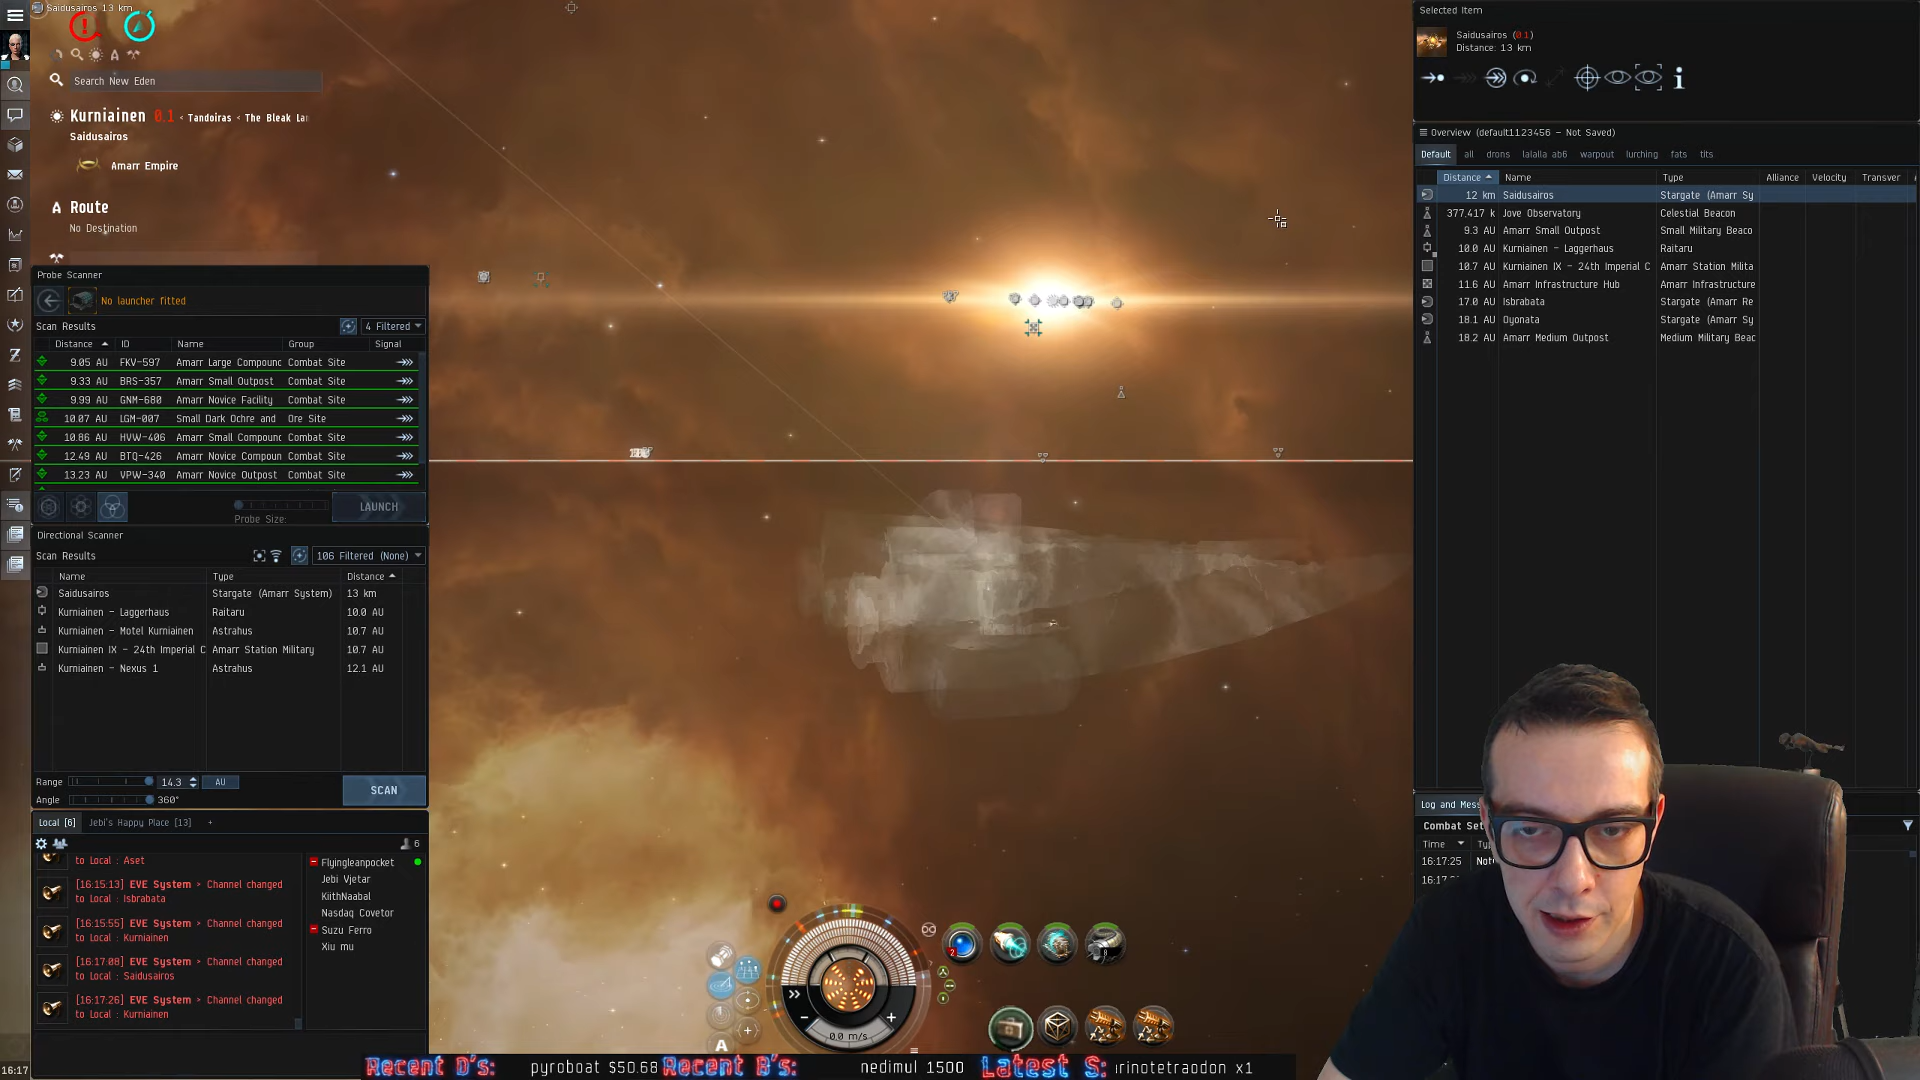 Saidusairos 13 km
Search New Eden
Kurniainen 0.1 < Tandoiras < The Bleak Lan
Saidusairos
Amarr Empire
Route
No Destination
Probe Scanner
No launcher fitted
Scan Results
4 Filtered
Distance ID Name Group Signal
9.05 AU FKV-597 Amarr Large Compound Combat Site
9.33 AU BRS-357 Amarr Small Outpost Combat Site
9.99 AU GNM-680 Amarr Novice Facility Combat Site
10.07 AU LGM-007 Small Dark Ochre and Ore Site
10.86 AU HVW-406 Amarr Small Compound Combat Site
12.49 AU BTQ-426 Amarr Novice Compoun Combat Site
13.23 AU VPW-340 Amarr Novice Outpost Combat Site
LAUNCH
Probe Size:
Directional Scanner
Scan Results
106 Filtered (None)
Name Type Distance
Saidusairos Stargate (Amarr System) 13 km
Kurniainen - Laggerhaus Raitaru 10.0 AU
Kurniainen - Motel Kurniainen Astrahus 10.7 AU
Kurniainen IX - 24th Imperial C Amarr Station Military 10.7 AU
Kurniainen - Nexus 1 Astrahus 12.1 AU
Range 14.3 AU
Angle 360°
SCAN
Local [6] Jebi's Happy Place [13] +
6
to Local : Aset
[16:15:13] EVE System > Channel changed
to Local : Isbrabata
[16:15:55] EVE System > Channel changed
to Local : Kurniainen
[16:17:08] EVE System > Channel changed
to Local : Saidusairos
[16:17:26] EVE System > Channel changed
to Local : Kurniainen
Flyingleanpocket
Jebi Vjetar
KiithNaabal
Nasdaq Covetor
Suzu Ferro
Xiu mu
16:17
0.0 m/s
2
8
A
Recent D's: pyroboat $50.68 Recent B's: nedimul 1500 Latest S: rinotetraodon x1
Selected Item
Saidusairos (0.1)
Distance: 13 km
Overview (default1123456 - Not Saved)
Default all drons lalalla ab6 warpout lurching fats tits
Distance Name Type Alliance Velocity Transver
12 km Saidusairos Stargate (Amarr Sy
377.417 k Jove Observatory Celestial Beacon
9.3 AU Amarr Small Outpost Small Military Beaco
10.0 AU Kurniainen - Laggerhaus Raitaru
10.7 AU Kurniainen IX - 24th Imperial C Amarr Station Milita
11.6 AU Amarr Infrastructure Hub Amarr Infrastructure
17.0 AU Isbrabata Stargate (Amarr Re
18.1 AU Oyonata Stargate (Amarr Sy
18.2 AU Amarr Medium Outpost Medium Military Beac
Log and Mess
Combat Set
Time Typ
16:17:25 Not
16:17:2